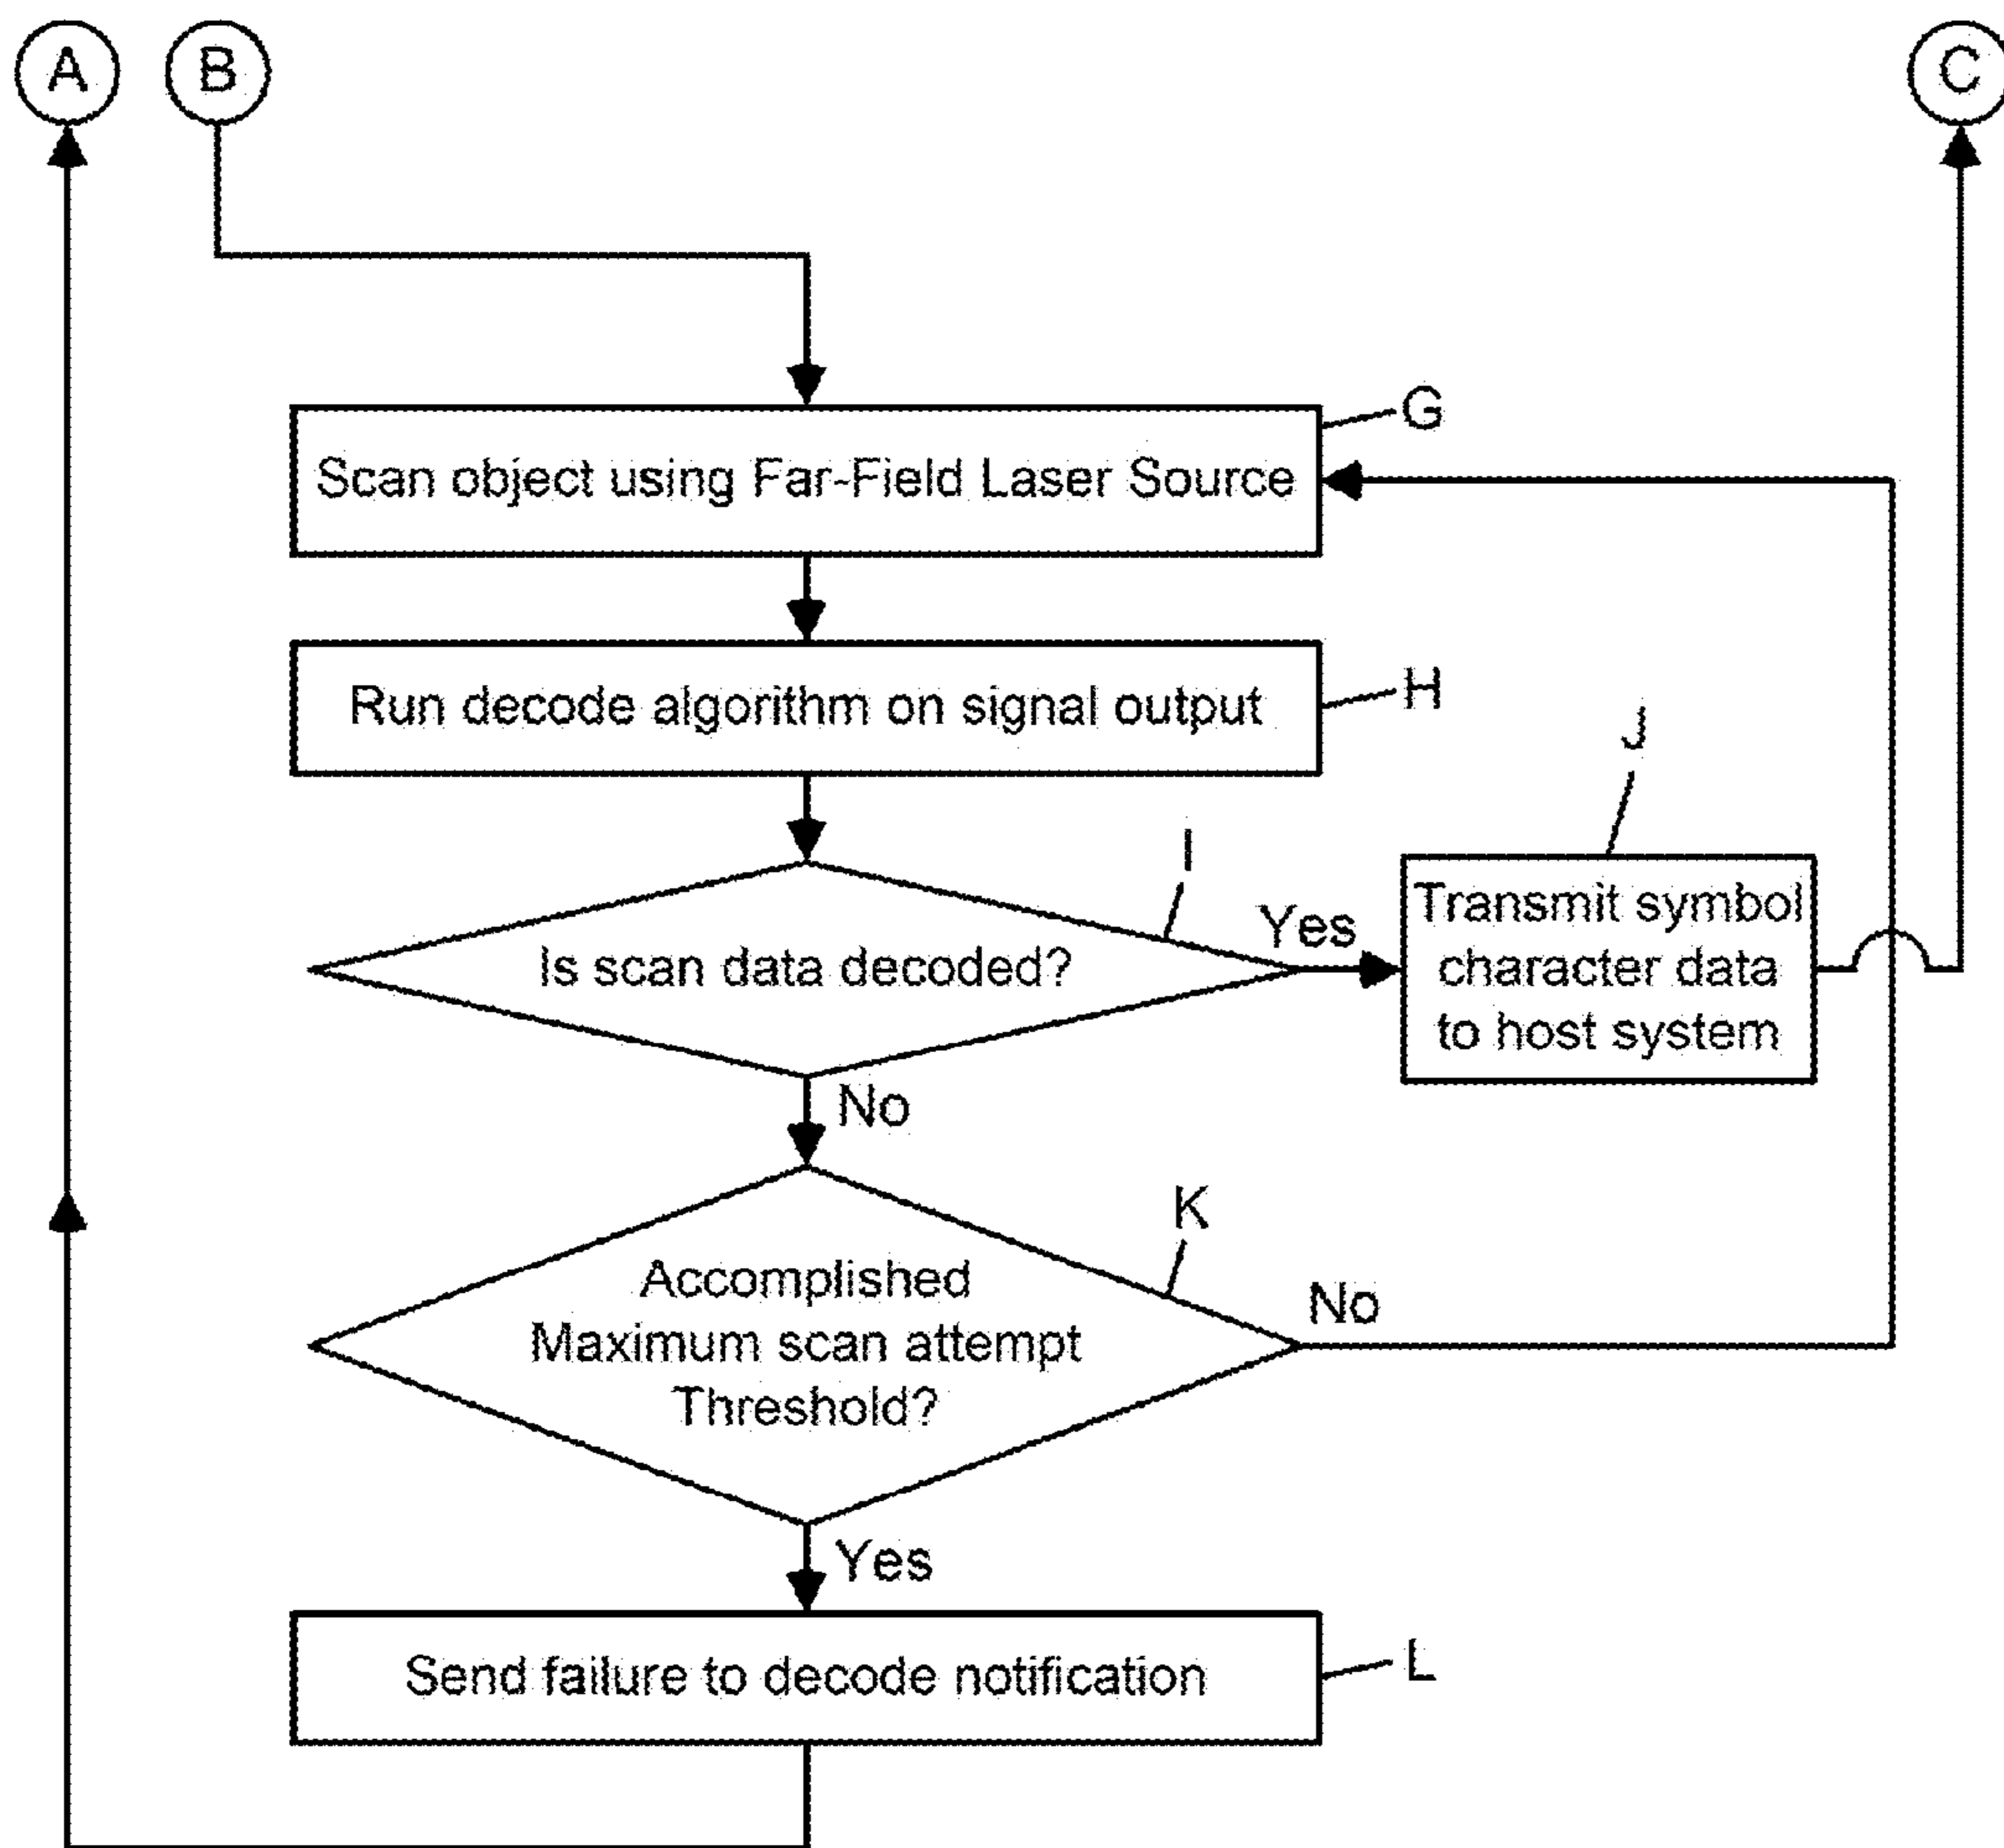 A
B
C
Scan object using Far-Field Laser Source
G
Run decode algorithm on signal output
H
J
I
Is scan data decoded?
Yes
Transmit symbol
character data
to host system
No
K
Accomplished
Maximum scan attempt
Threshold?
No
Yes
Send failure to decode notification
L